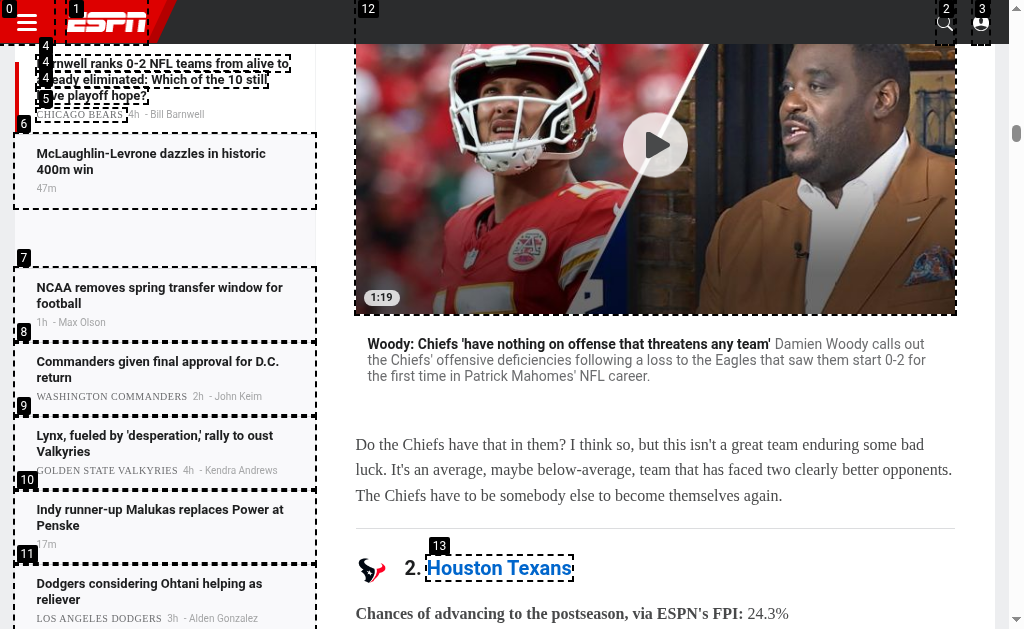 0
1
ESPN
12
2
3
4
4
4
5
rnwell ranks 0-2 NFL teams from alive to
eady eliminated: Which of the 10 still
ve playoff hope?
CHICAGO BEARS 4h - Bill Barnwell
6
McLaughlin-Levrone dazzles in historic
400m win
47m
7
NCAA removes spring transfer window for
football
1h - Max Olson
8
Commanders given final approval for D.C.
return
WASHINGTON COMMANDERS 2h - John Keim
9
Lynx, fueled by 'desperation,' rally to oust
Valkyries
GOLDEN STATE VALKYRIES 4h - Kendra Andrews
10
Indy runner-up Malukas replaces Power at
Penske
17m
11
Dodgers considering Ohtani helping as
reliever
LOS ANGELES DODGERS 3h - Alden Gonzalez
1:19
Woody: Chiefs 'have nothing on offense that threatens any team' Damien Woody calls out
the Chiefs' offensive deficiencies following a loss to the Eagles that saw them start 0-2 for
the first time in Patrick Mahomes' NFL career.
Do the Chiefs have that in them? I think so, but this isn't a great team enduring some bad
luck. It's an average, maybe below-average, team that has faced two clearly better opponents.
The Chiefs have to be somebody else to become themselves again.
13
2. Houston Texans
Chances of advancing to the postseason, via ESPN's FPI: 24.3%